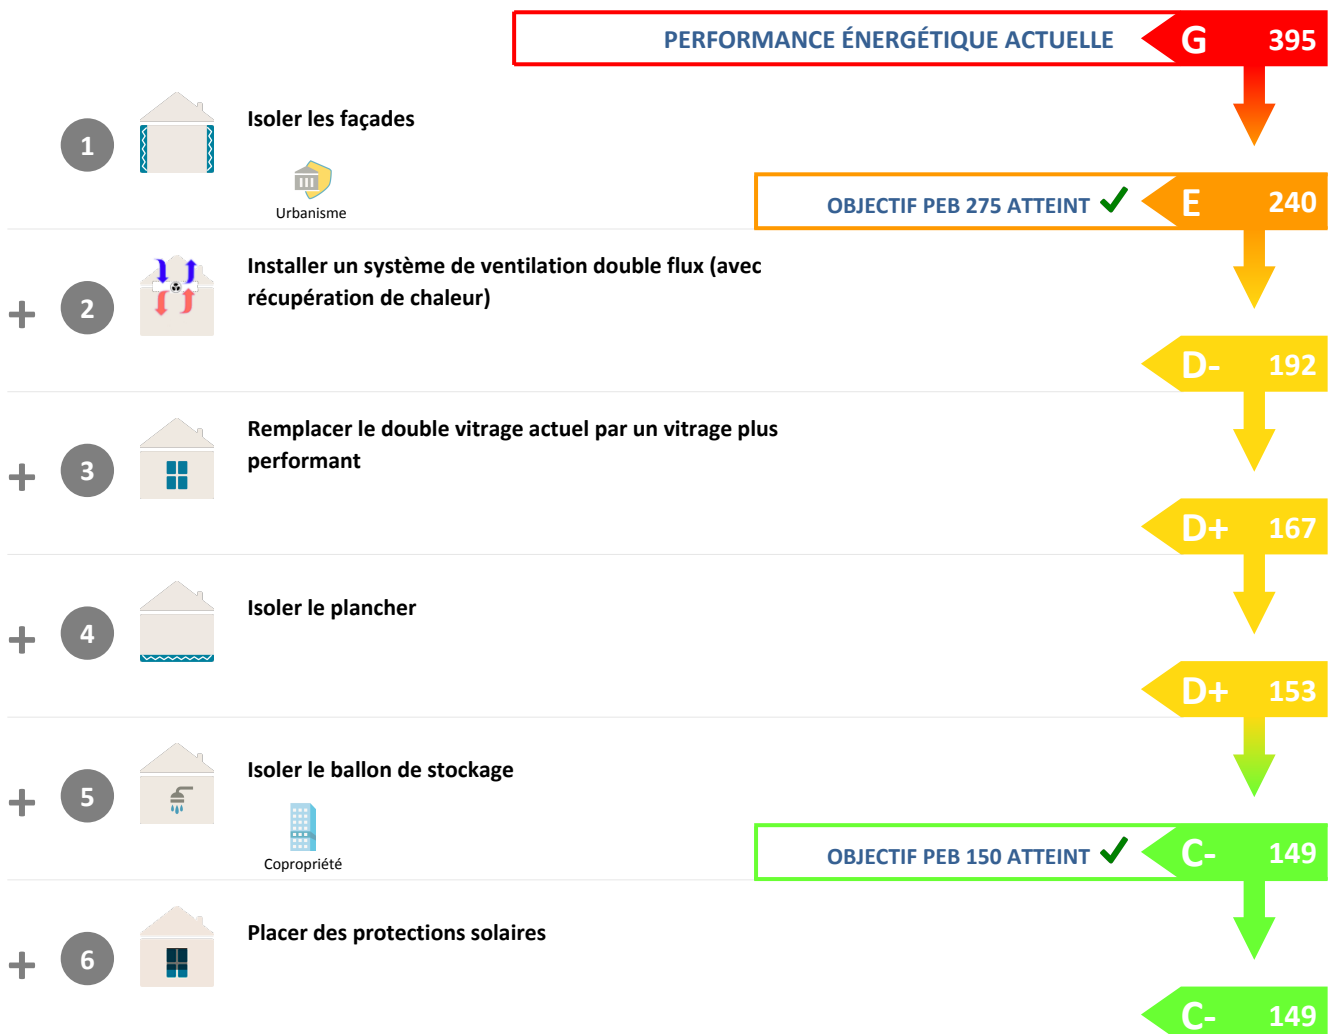 PERFORMANCE ÉNERGÉTIQUE ACTUELLE G 395
1 Isoler les façades
Urbanisme
OBJECTIF PEB 275 ATTEINT E 240
+ 2 Installer un système de ventilation double flux (avec
récupération de chaleur)
D- 192
+ 3 Remplacer le double vitrage actuel par un vitrage plus
performant
D+ 167
+ 4 Isoler le plancher
D+ 153
+ 5 Isoler le ballon de stockage
Copropriété
OBJECTIF PEB 150 ATTEINT C- 149
+ 6 Placer des protections solaires
C- 149